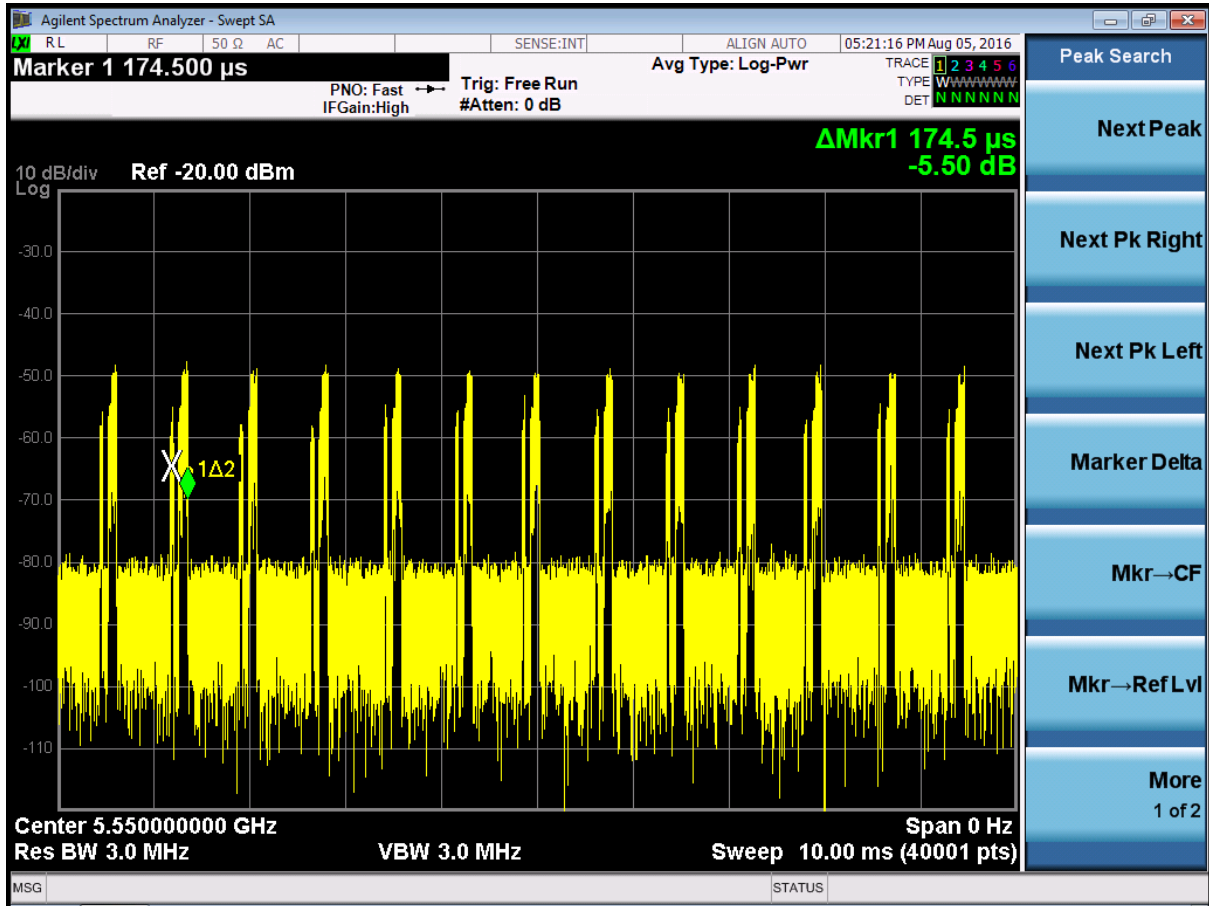 Agilent Spectrum Analyzer - Swept SA
LXI RL RF 50 Ω AC SENSE:INT ALIGN AUTO 05:21:16 PM Aug 05, 2016
Marker 1 174.500 µs
PNO: Fast
IFGain:High
Trig: Free Run
#Atten: 0 dB
Avg Type: Log-Pwr
TRACE 1 2 3 4 5 6
TYPE WWWWWW
DET N N N N N N
ΔMkr1 174.5 µs
-5.50 dB
10 dB/div Ref -20.00 dBm
Log
-30.0
-40.0
-50.0
-60.0
-70.0
-80.0
-90.0
-100
-110
1Δ2
Center 5.550000000 GHz Span 0 Hz
Res BW 3.0 MHz VBW 3.0 MHz Sweep 10.00 ms (40001 pts)
MSG STATUS
Peak Search
Next Peak
Next Pk Right
Next Pk Left
Marker Delta
Mkr→CF
Mkr→Ref Lvl
More
1 of 2